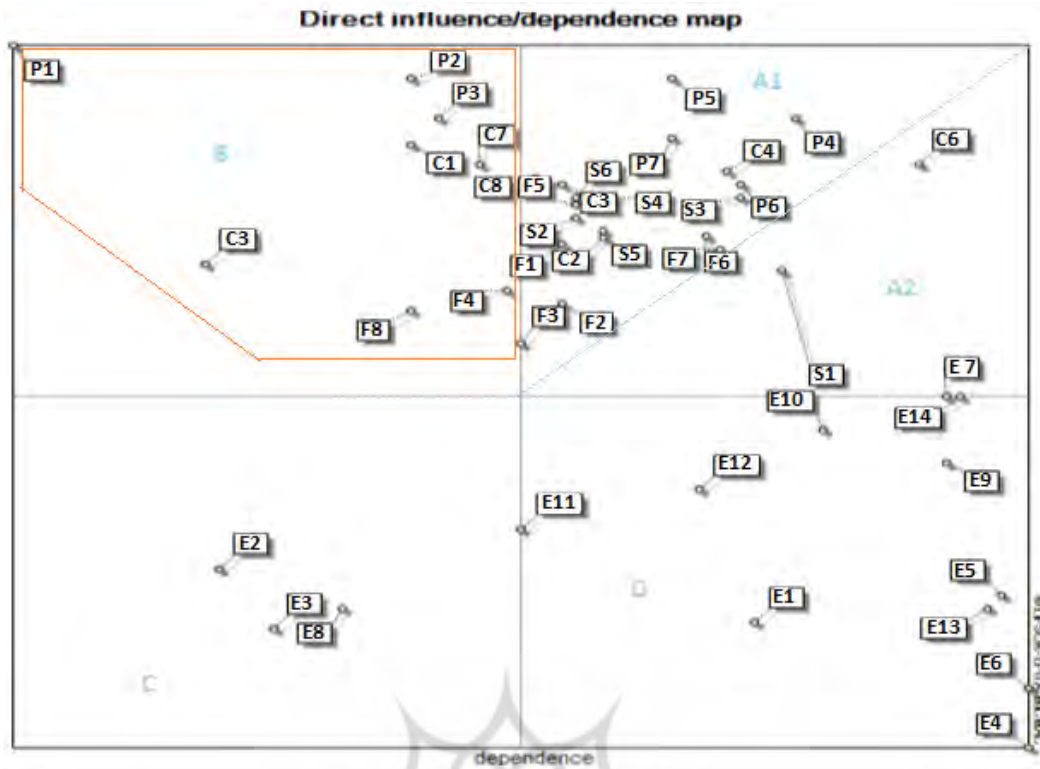 Direct influence/dependence map
P1
P2
A1
P3
P5
C7
P4
B
C1
P7
C4
C6
S6
C8
F5
C3
S4
S3
P6
S2
C3
F1
C2
S5
F7
F6
F4
F3
A2
F8
F2
E 7
S1
E10
E14
E12
E9
E11
E2
E5
D
E3
E1
E8
E13
E6
C
E4
dependence